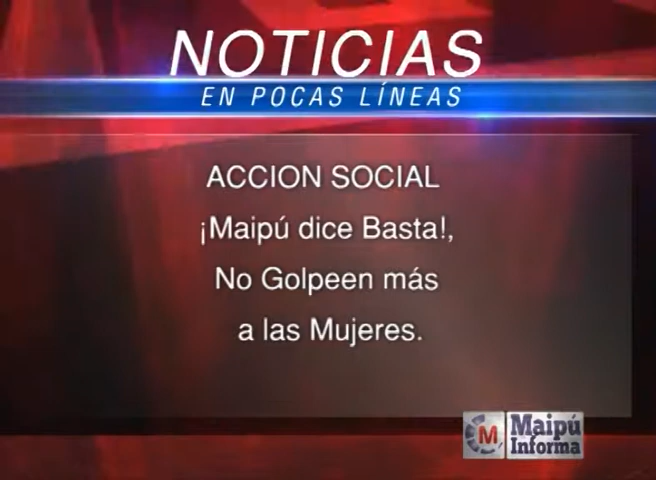 NOTICIAS
EN POCAS LÍNEAS
ACCION SOCIAL
¡Maipú dice Basta!,
No Golpeen más
a las Mujeres.
M
Maipú
Informa